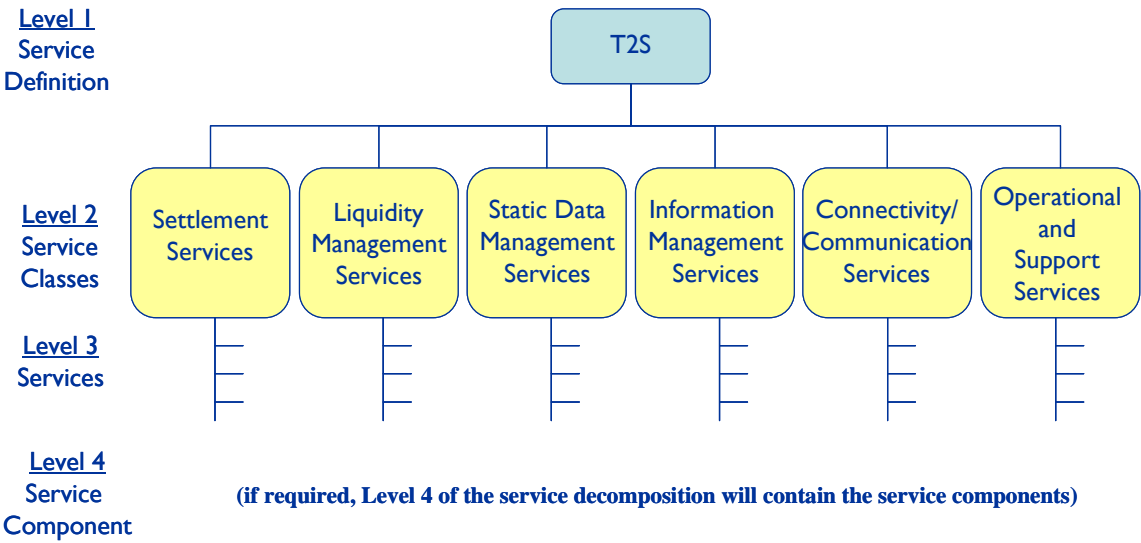 Level 1
Service
Definition
T2S
Level 2
Service
Classes
Settlement
Services
Liquidity
Management
Services
Static Data
Management
Services
Information
Management
Services
Connectivity/
Communication
Services
Operational
and
Support
Services
Level 3
Services
Level 4
Service
Component
(if required, Level 4 of the service decomposition will contain the service components)